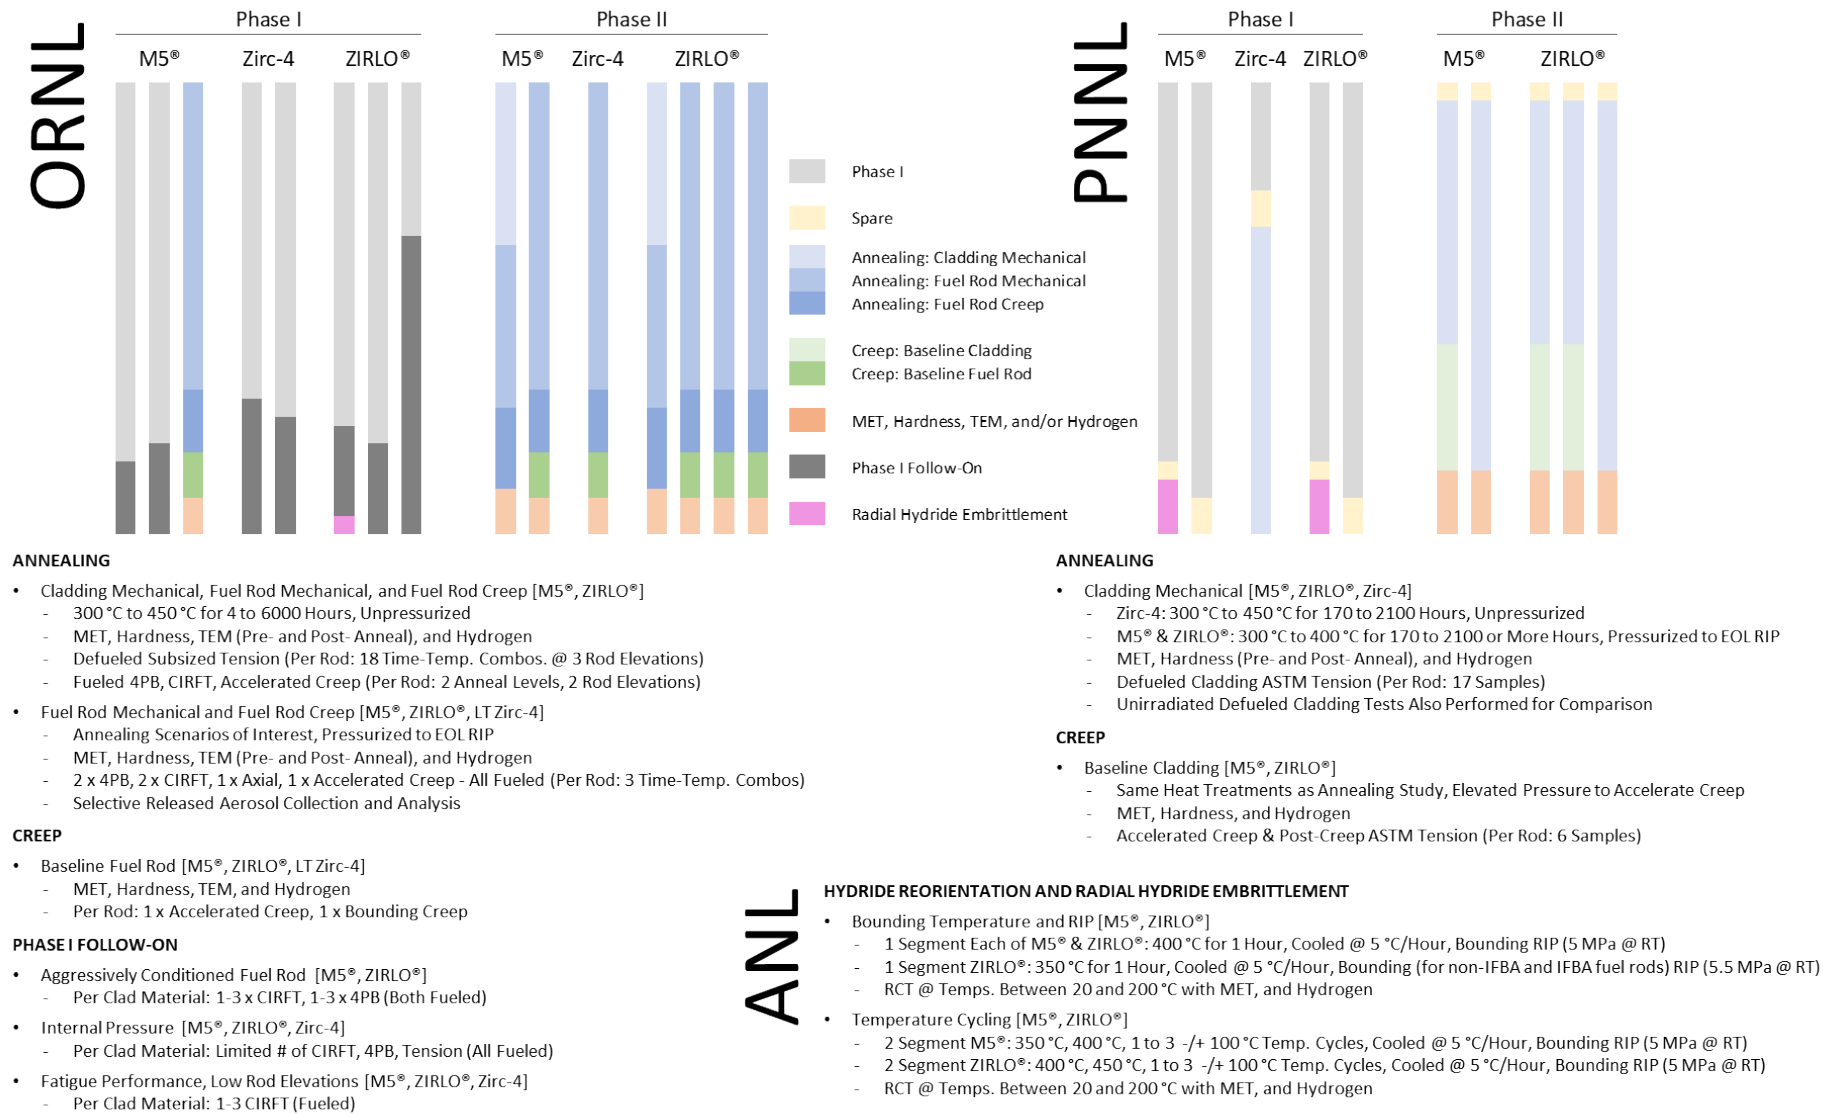 ORNL
Phase I
Phase II
M5®
Zirc-4
ZIRLO®
M5®
Zirc-4
ZIRLO®
PNNL
Phase I
Phase II
M5®
Zirc-4
ZIRLO®
M5®
ZIRLO®
Phase I
Spare
Annealing: Cladding Mechanical
Annealing: Fuel Rod Mechanical
Annealing: Fuel Rod Creep
Creep: Baseline Cladding
Creep: Baseline Fuel Rod
MET, Hardness, TEM, and/or Hydrogen
Phase I Follow-On
Radial Hydride Embrittlement
ANNEALING
• Cladding Mechanical, Fuel Rod Mechanical, and Fuel Rod Creep [M5®, ZIRLO®]
- 300 °C to 450 °C for 4 to 6000 Hours, Unpressurized
- MET, Hardness, TEM (Pre- and Post- Anneal), and Hydrogen
- Defueled Subsized Tension (Per Rod: 18 Time-Temp. Combos. @ 3 Rod Elevations)
- Fueled 4PB, CIRFT, Accelerated Creep (Per Rod: 2 Anneal Levels, 2 Rod Elevations)
• Fuel Rod Mechanical and Fuel Rod Creep [M5®, ZIRLO®, LT Zirc-4]
- Annealing Scenarios of Interest, Pressurized to EOL RIP
- MET, Hardness, TEM (Pre- and Post- Anneal), and Hydrogen
- 2 x 4PB, 2 x CIRFT, 1 x Axial, 1 x Accelerated Creep - All Fueled (Per Rod: 3 Time-Temp. Combos)
- Selective Released Aerosol Collection and Analysis
CREEP
• Baseline Fuel Rod [M5®, ZIRLO®, LT Zirc-4]
- MET, Hardness, TEM, and Hydrogen
- Per Rod: 1 x Accelerated Creep, 1 x Bounding Creep
PHASE I FOLLOW-ON
• Aggressively Conditioned Fuel Rod [M5®, ZIRLO®]
- Per Clad Material: 1-3 x CIRFT, 1-3 x 4PB (Both Fueled)
• Internal Pressure [M5®, ZIRLO®, Zirc-4]
- Per Clad Material: Limited # of CIRFT, 4PB, Tension (All Fueled)
• Fatigue Performance, Low Rod Elevations [M5®, ZIRLO®, Zirc-4]
- Per Clad Material: 1-3 CIRFT (Fueled)
ANNEALING
• Cladding Mechanical [M5®, ZIRLO®, Zirc-4]
- Zirc-4: 300 °C to 450 °C for 170 to 2100 Hours, Unpressurized
- M5® & ZIRLO®: 300 °C to 400 °C for 170 to 2100 or More Hours, Pressurized to EOL RIP
- MET, Hardness (Pre- and Post- Anneal), and Hydrogen
- Defueled Cladding ASTM Tension (Per Rod: 17 Samples)
- Unirradiated Defueled Cladding Tests Also Performed for Comparison
CREEP
• Baseline Cladding [M5®, ZIRLO®]
- Same Heat Treatments as Annealing Study, Elevated Pressure to Accelerate Creep
- MET, Hardness, and Hydrogen
- Accelerated Creep & Post-Creep ASTM Tension (Per Rod: 6 Samples)
ANL
HYDRIDE REORIENTATION AND RADIAL HYDRIDE EMBRITTLEMENT
• Bounding Temperature and RIP [M5®, ZIRLO®]
- 1 Segment Each of M5® & ZIRLO®: 400 °C for 1 Hour, Cooled @ 5 °C/Hour, Bounding RIP (5 MPa @ RT)
- 1 Segment ZIRLO®: 350 °C for 1 Hour, Cooled @ 5 °C/Hour, Bounding (for non-IFBA and IFBA fuel rods) RIP (5.5 MPa @ RT)
- RCT @ Temps. Between 20 and 200 °C with MET, and Hydrogen
• Temperature Cycling [M5®, ZIRLO®]
- 2 Segment M5®: 350 °C, 400 °C, 1 to 3 -/+ 100 °C Temp. Cycles, Cooled @ 5 °C/Hour, Bounding RIP (5 MPa @ RT)
- 2 Segment ZIRLO®: 400 °C, 450 °C, 1 to 3 -/+ 100 °C Temp. Cycles, Cooled @ 5 °C/Hour, Bounding RIP (5 MPa @ RT)
- RCT @ Temps. Between 20 and 200 °C with MET, and Hydrogen